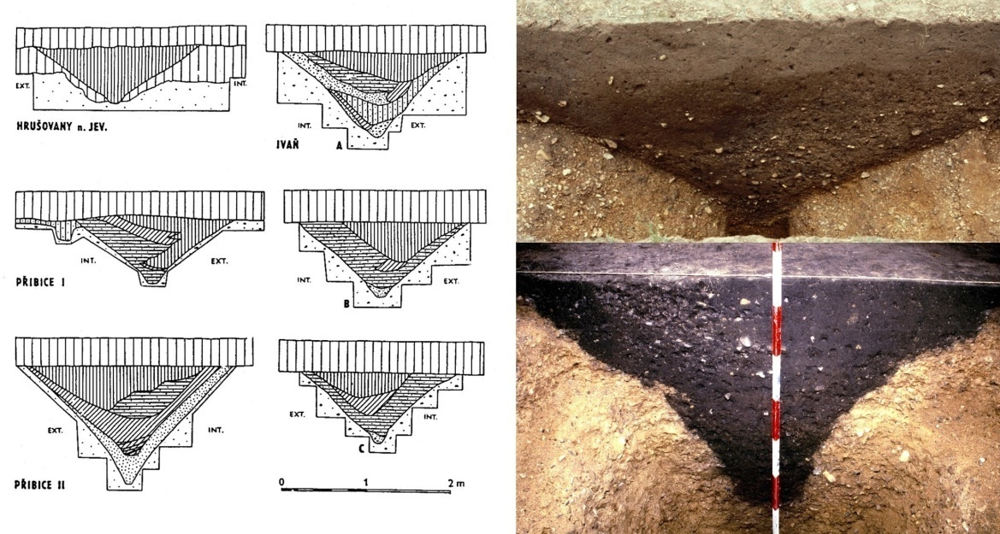 EXT.
INT.
HRUŠOVANY n. JEV.
INT.
EXT.
IVAŇ
A
INT.
EXT.
PŘIBICE I
INT.
EXT.
B
EXT.
INT.
PŘIBICE II
EXT.
INT.
C
0 1 2 m